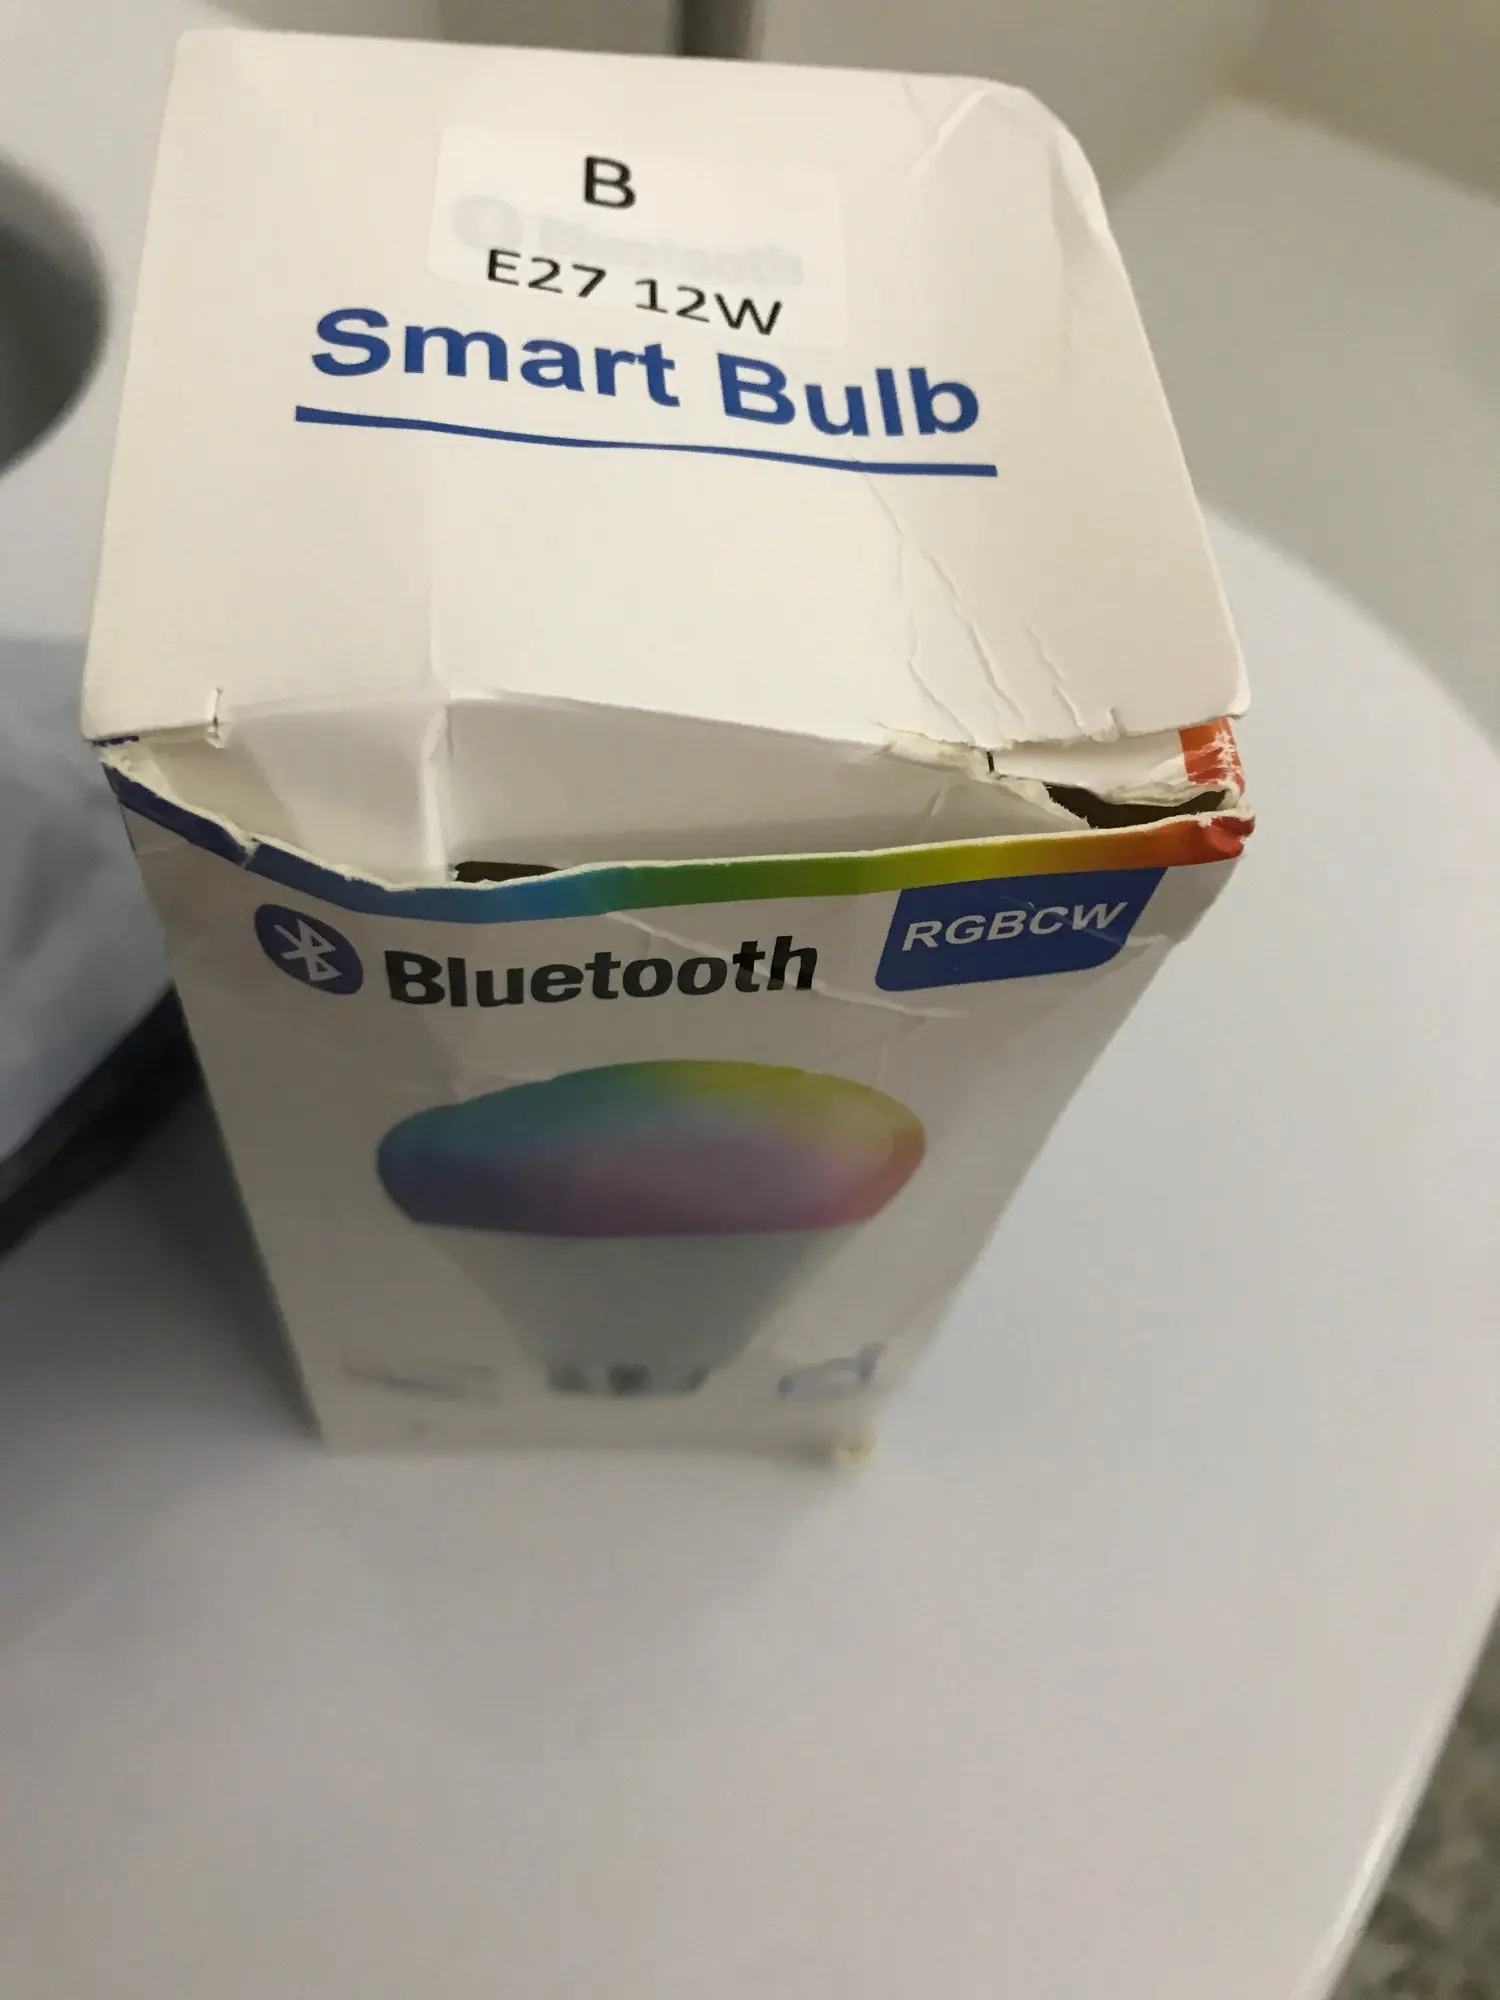 B
E27 12W
Smart Bulb
Bluetooth
RGBCW